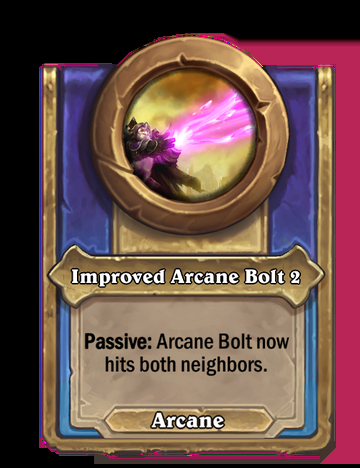 Improved Arcane Bolt 2
Passive: Arcane Bolt now
hits both neighbors.
Arcane